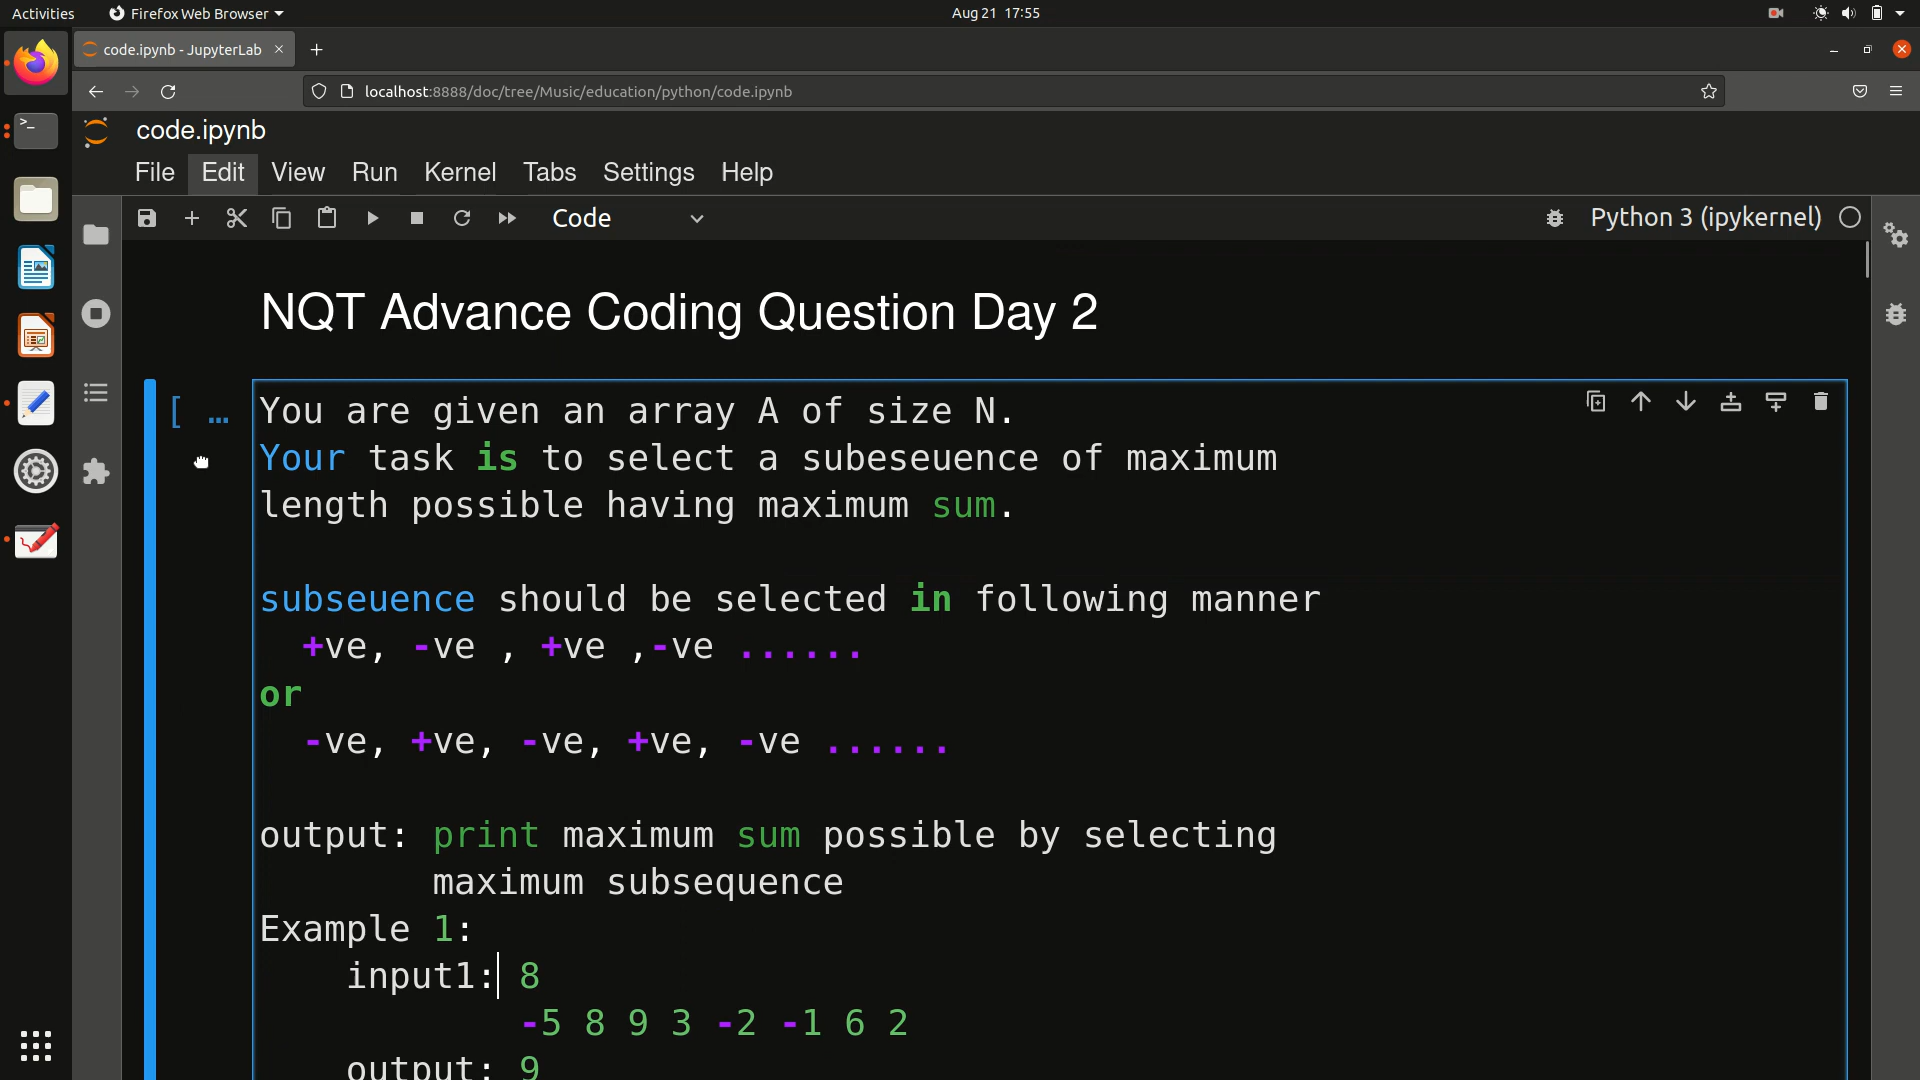 Activities
Firefox Web Browser
Aug 21 17:55
code.ipynb - JupyterLab
localhost:8888/doc/tree/Music/education/python/code.ipynb
code.ipynb
File Edit View Run Kernel Tabs Settings Help
Code
Python 3 (ipykernel)
NQT Advance Coding Question Day 2
[ …
You are given an array A of size N.
Your task is to select a subeseuence of maximum
length possible having maximum sum.
subseuence should be selected in following manner
+ve, -ve , +ve ,-ve ......
or
-ve, +ve, -ve, +ve, -ve ......
output: print maximum sum possible by selecting
maximum subsequence
Example 1:
input1: 8
-5 8 9 3 -2 -1 6 2
output: 9